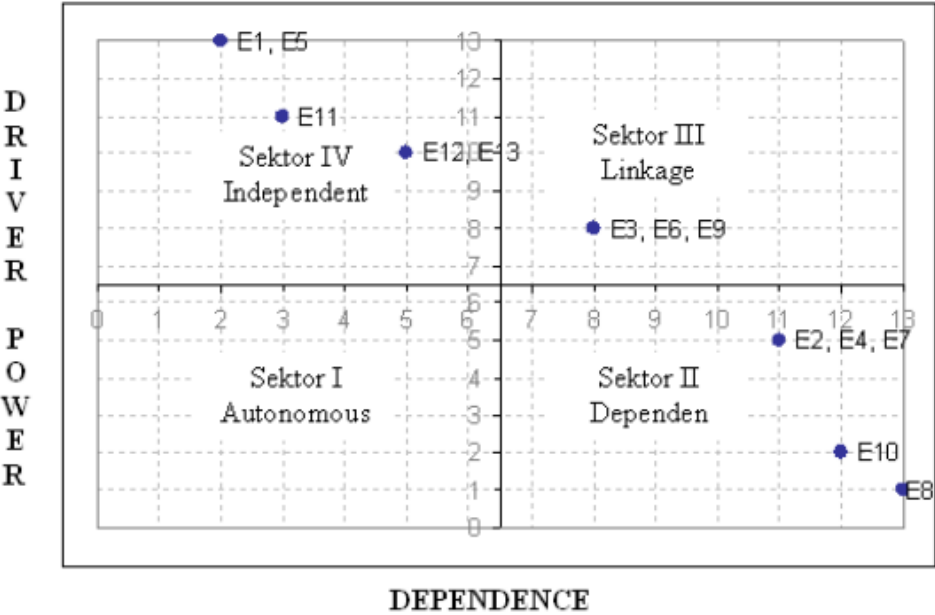 DRIVER POWER
13
E1, E5
12
11
E11
10
E12, E13
Sektor IV
Independent
Sektor III
Linkage
9
8
E3, E6, E9
7
6
0 1 2 3 4 5 6 7 8 9 10 11 12 13
5
E2, E4, E7
4
Sektor I
Autonomous
Sektor II
Dependen
3
2
E10
1
E8
0
DEPENDENCE